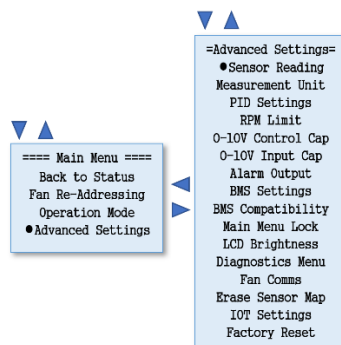 ==== Main Menu ====
Back to Status
Fan Re-Addressing
Operation Mode
●Advanced Settings
=Advanced Settings=
●Sensor Reading
Measurement Unit
PID Settings
RPM Limit
0-10V Control Cap
0-10V Input Cap
Alarm Output
BMS Settings
BMS Compatibility
Main Menu Lock
LCD Brightness
Diagnostics Menu
Fan Comms
Erase Sensor Map
IOT Settings
Factory Reset